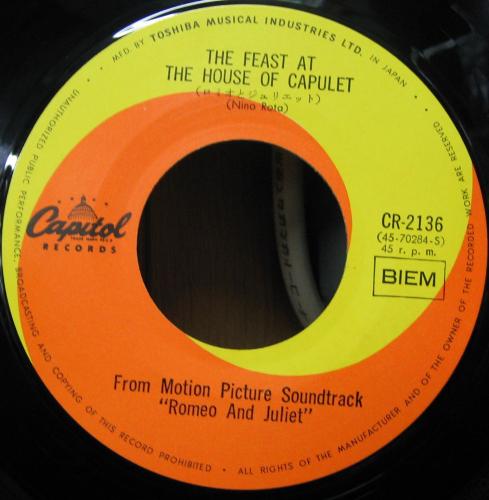 • MFD. BY TOSHIBA MUSICAL INDUSTRIES LTD. IN JAPAN •
THE FEAST AT
THE HOUSE OF CAPULET
(ロミオとジュリエット)
(Nino Rota)
Capitol
RECORDS
CR-2136
(45-70284-S)
45 r. p. m.
BIEM
From Motion Picture Soundtrack
"Romeo And Juliet"
UNAUTHORIZED PUBLIC PERFORMANCE, BROADCASTING AND COPYING OF THIS RECORD PROHIBITED • ALL RIGHTS OF THE MANUFACTURER AND OF THE OWNER OF THE RECORDED WORK ARE RESERVED